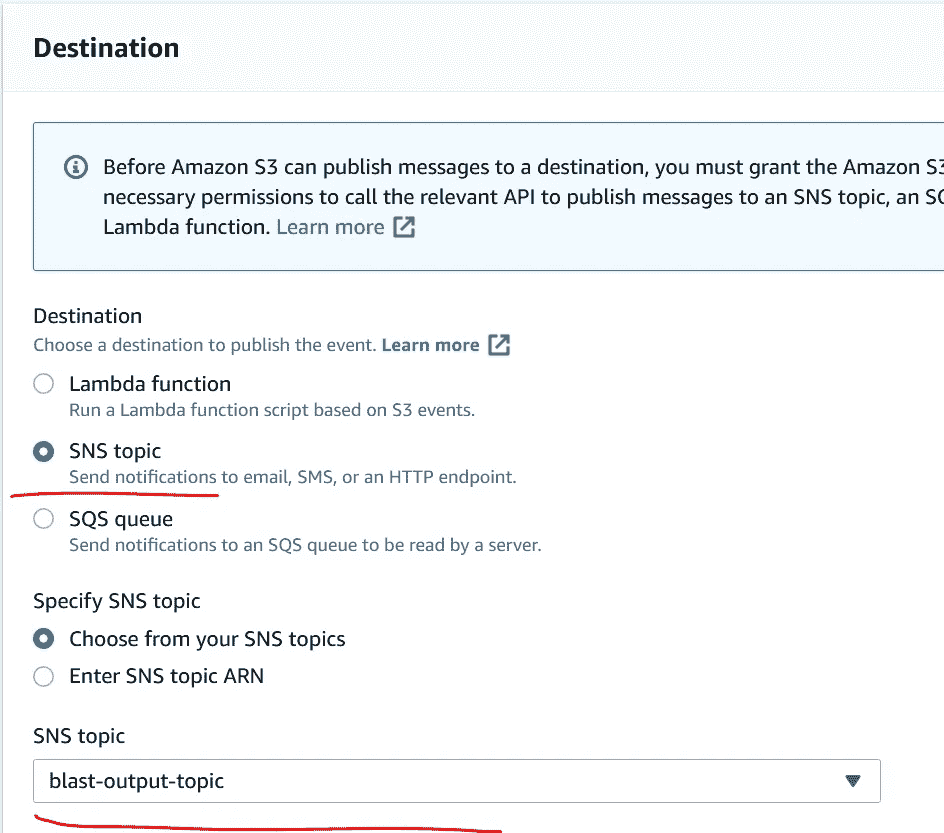 Destination
Before Amazon S3 can publish messages to a destination, you must grant the Amazon S3
necessary permissions to call the relevant API to publish messages to an SNS topic, an
Lambda function. Learn more
Destination
Choose a destination to publish the event. Learn more
Lambda function
Run a Lambda function script based on S3 events.
SNS topic
Send notifications to email, SMS, or an HTTP endpoint.
SQS queue
Send notifications to an SQS queue to be read by a server.
Specify SNS topic
Choose from your SNS topics
Enter SNS topic ARN
SNS topic
blast-output-topic